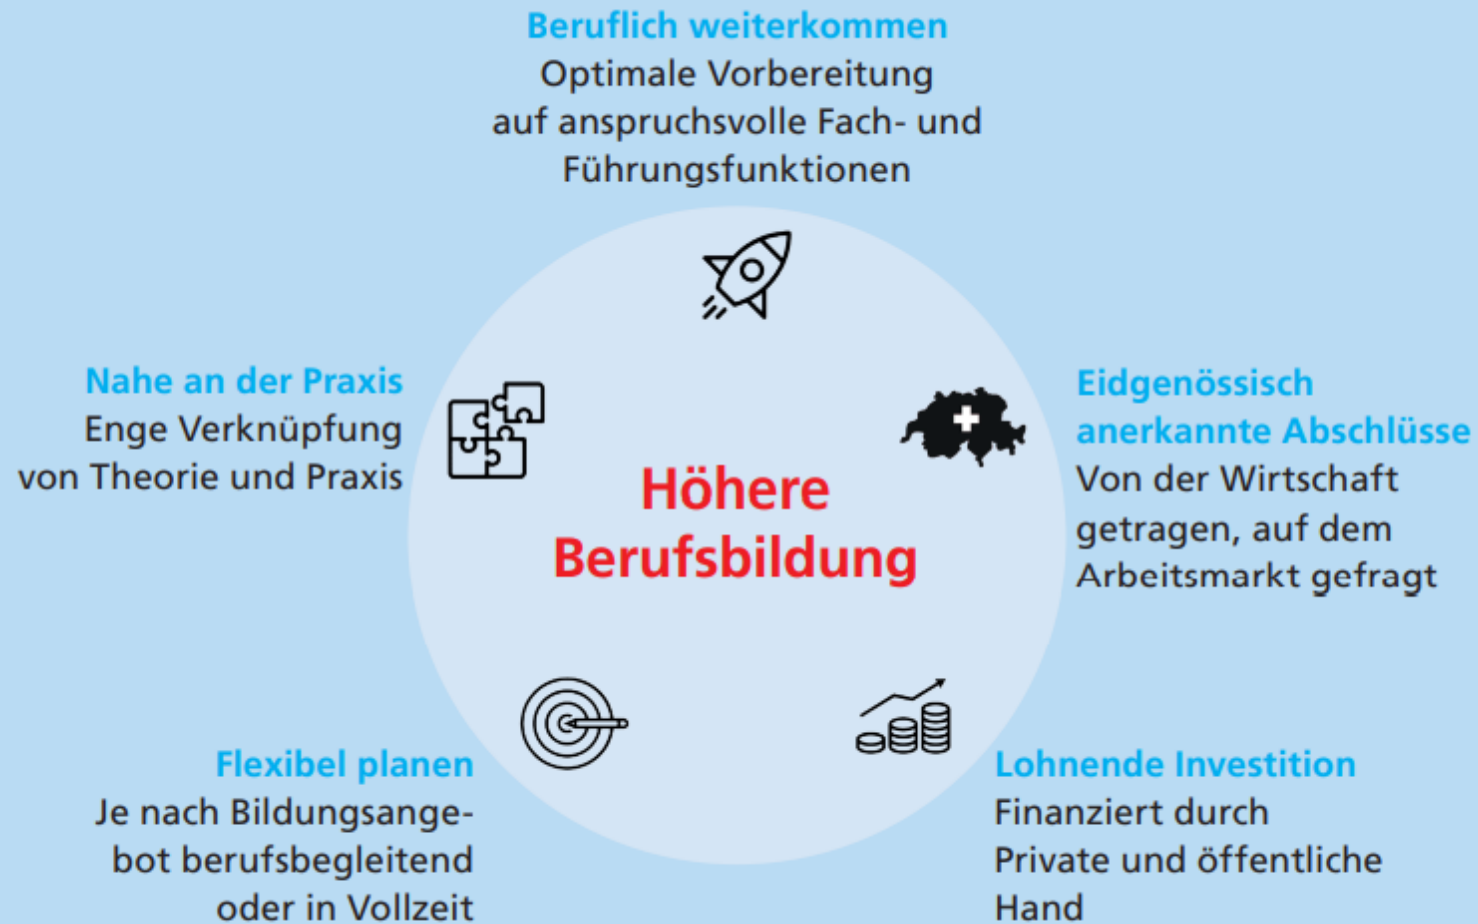 Beruflich weiterkommen
Optimale Vorbereitung
auf anspruchsvolle Fach- und
Führungsfunktionen
Nahe an der Praxis
Enge Verknüpfung
von Theorie und Praxis
Eidgenössisch
anerkannte Abschlüsse
Von der Wirtschaft
getragen, auf dem
Arbeitsmarkt gefragt
Höhere
Berufsbildung
Flexibel planen
Je nach Bildungsange-
bot berufsbegleitend
oder in Vollzeit
Lohnende Investition
Finanziert durch
Private und öffentliche
Hand